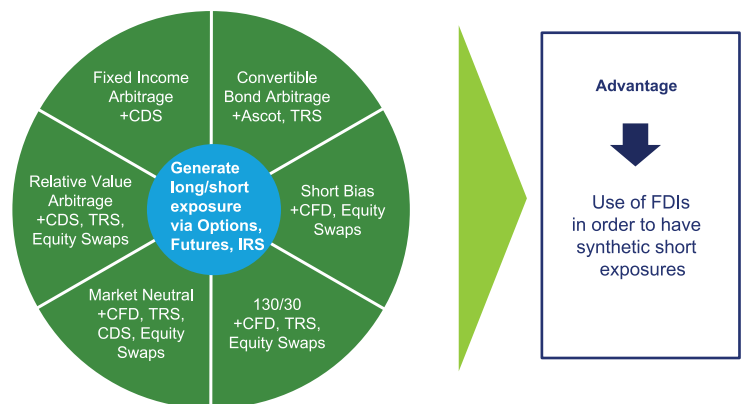 Fixed Income
Arbitrage
+CDS
Convertible
Bond Arbitrage
+Ascot, TRS
Relative Value
Arbitrage
+CDS, TRS,
Equity Swaps
Generate
long/short
exposure
via Options,
Futures, IRS
Short Bias
+CFD, Equity
Swaps
Market Neutral
+CFD, TRS,
CDS, Equity
Swaps
130/30
+CFD, TRS,
Equity Swaps
Advantage
Use of FDIs
in order to have
synthetic short
exposures